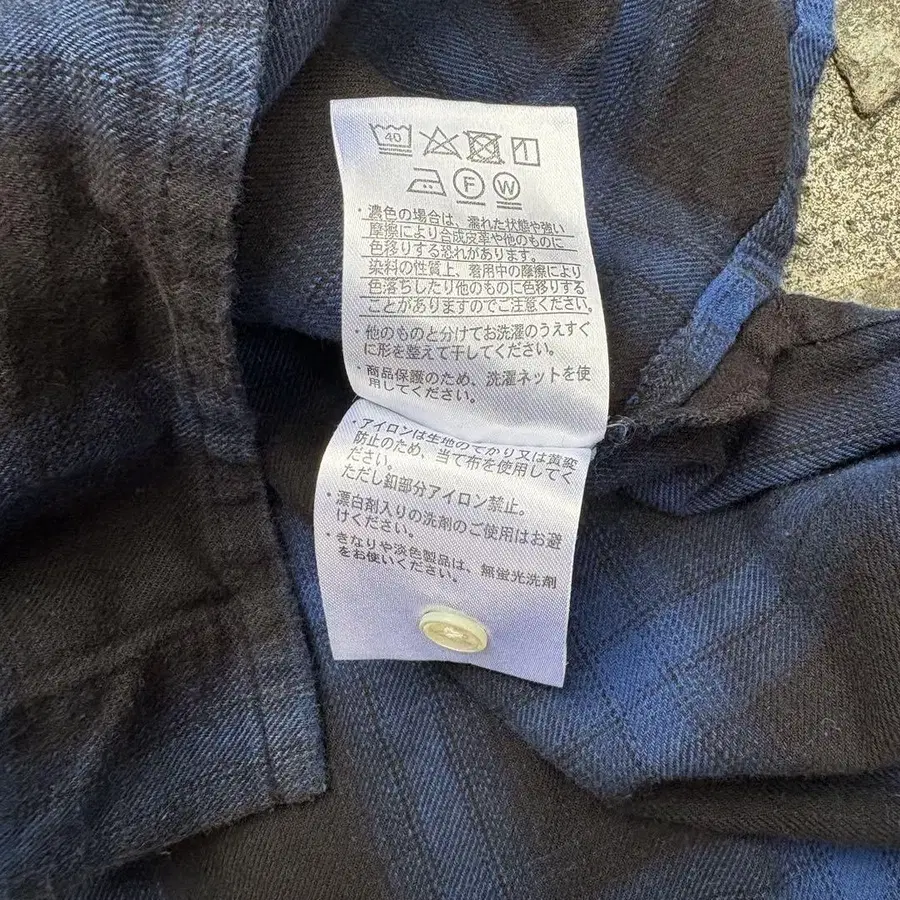 40
F W
・濃色の場合は、濡れた状態や強い
摩擦により合成皮革や他のものに
色移りする恐れがあります。
染料の性質上、着用中の摩擦により
色落ちしたり他のものに色移りする
ことがありますのでご注意ください。
・他のものと分けてお洗濯のうえすぐ
に形を整えて干してください。
・商品保護のため、洗濯ネットを使
用してください。
・アイロンは生地のてかり又は黄変
防止のため、当て布を使用してく
ださい。
ただし釦部分アイロン禁止。
・漂白剤入りの洗剤のご使用はお避
けください。
・きなりや淡色製品は、無蛍光洗剤
をお使いください。